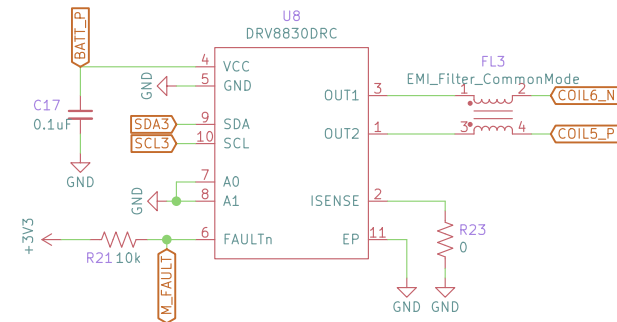 U8
DRV8830DRC
BATT_P
4 VCC
5 GND
GND
C17
0.1uF
GND
SDA3
9 SDA
SCL3
10 SCL
7 A0
8 A1
GND
+3V3
R21 10k
6 FAULTn
M_FAULT
OUT1 3
OUT2 1
ISENSE 2
EP 11
FL3
EMI_Filter_CommonMode
1 2
3 4
COIL6_N
COIL5_P
R23
0
GND
GND